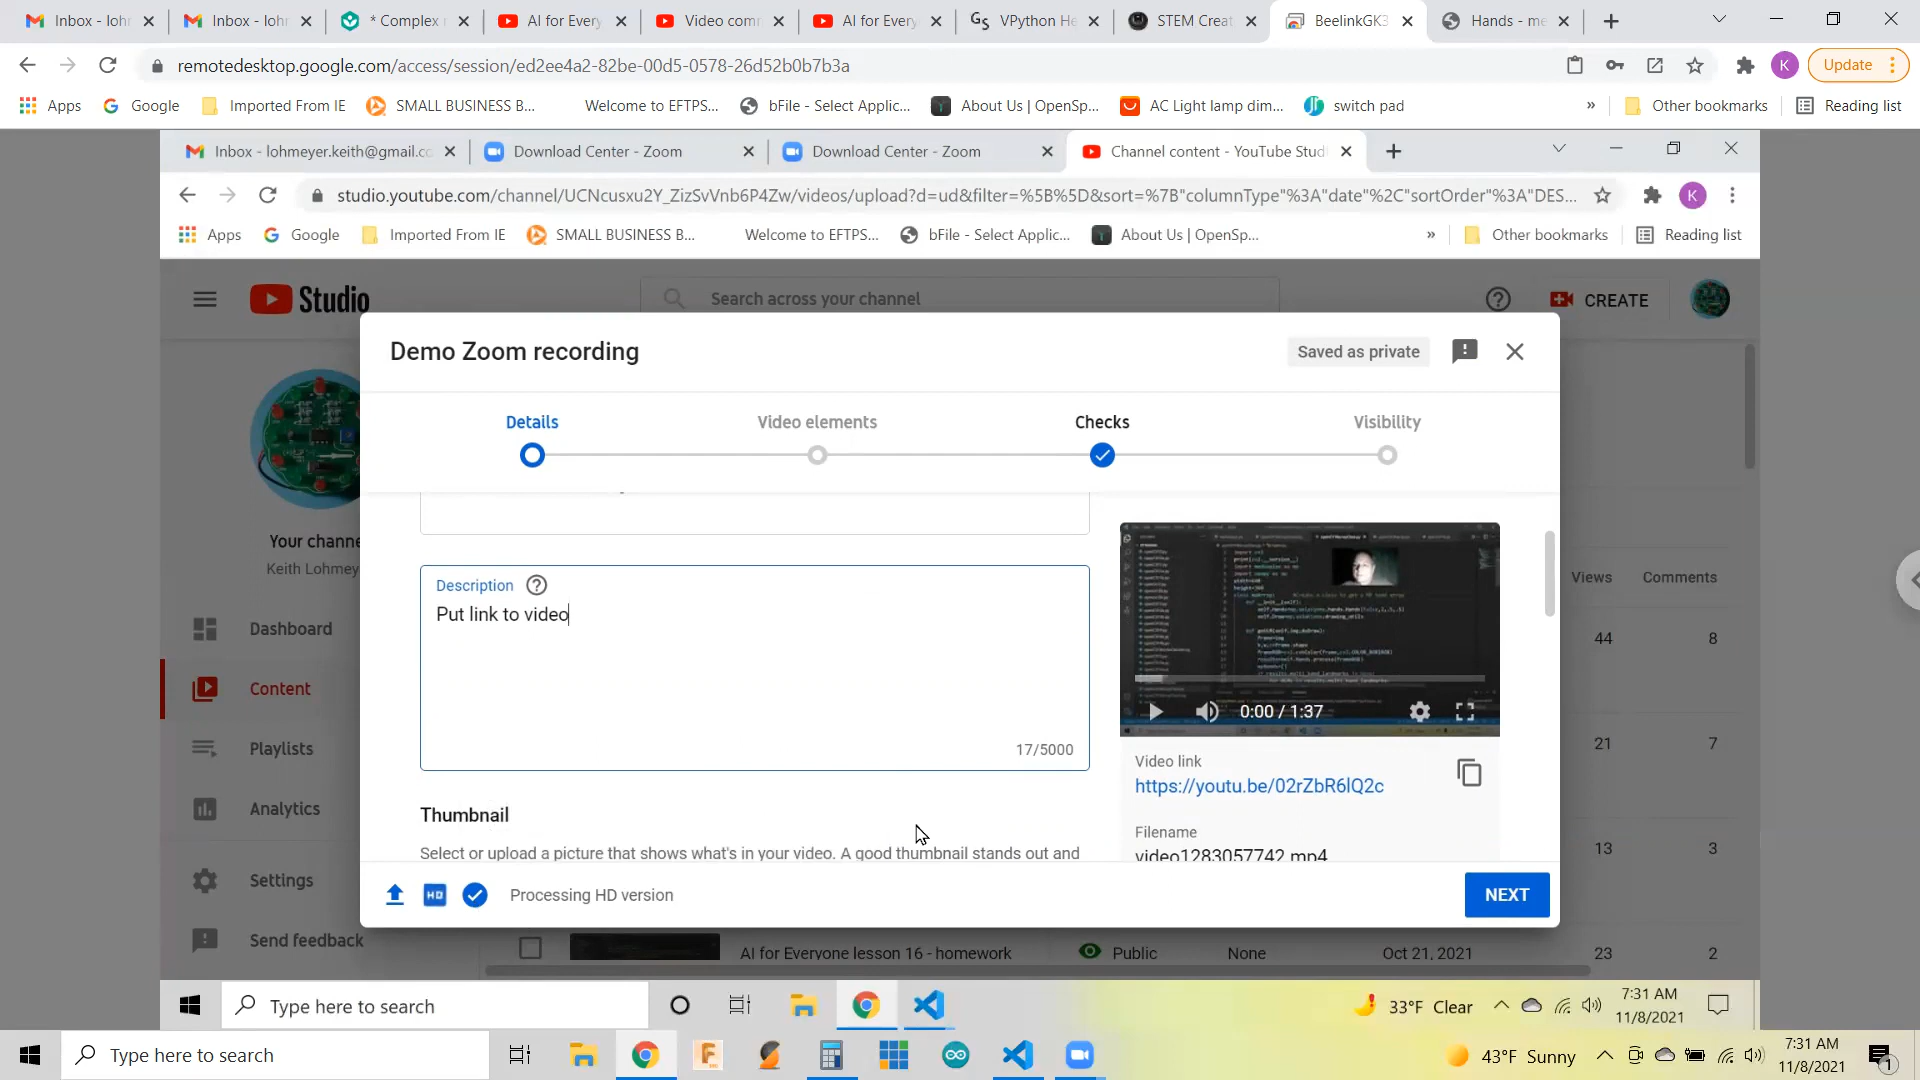 Inbox - loh
Inbox - lohr
* Complex
AI for Every
Video com
AI for Every
VPython He
STEM Creat
BeelinkGK3
Hands - me
remotedesktop.google.com/access/session/ed2ee4a2-82be-00d5-0578-26d52b0b7b3a
K
Update
Apps
Google
Imported From IE
SMALL BUSINESS B...
Welcome to EFTPS...
bFile - Select Applic...
About Us | OpenSp...
AC Light lamp dim...
switch pad
»
Other bookmarks
Reading list
Inbox - lohmeyer.keith@gmail.cc
Download Center - Zoom
Download Center - Zoom
Channel content - YouTube Studi
studio.youtube.com/channel/UCNcusxu2Y_ZizSvVnb6P4Zw/videos/upload?d=ud&filter=%5B%5D&sort=%7B"columnType"%3A"date"%2C"sortOrder"%3A"DES...
K
Apps
Google
Imported From IE
SMALL BUSINESS B...
Welcome to EFTPS...
bFile - Select Applic...
About Us | OpenSp...
»
Other bookmarks
Reading list
Studio
Search across your channel
CREATE
Demo Zoom recording
Saved as private
Details
Video elements
Checks
Visibility
Your channe
Keith Lohmey
Dashboard
Content
Playlists
Analytics
Settings
Send feedback
Description
Put link to video
17/5000
0:00 / 1:37
Video link
https://youtu.be/02rZbR6lQ2c
Filename
video1283057742.mp4
Thumbnail
Select or upload a picture that shows what's in your video. A good thumbnail stands out and
HD
Processing HD version
NEXT
Views
Comments
44
8
21
7
13
3
AI for Everyone lesson 16 - homework
Public
None
Oct 21, 2021
23
2
Type here to search
33°F Clear
7:31 AM
11/8/2021
Type here to search
43°F Sunny
7:31 AM
11/8/2021
1